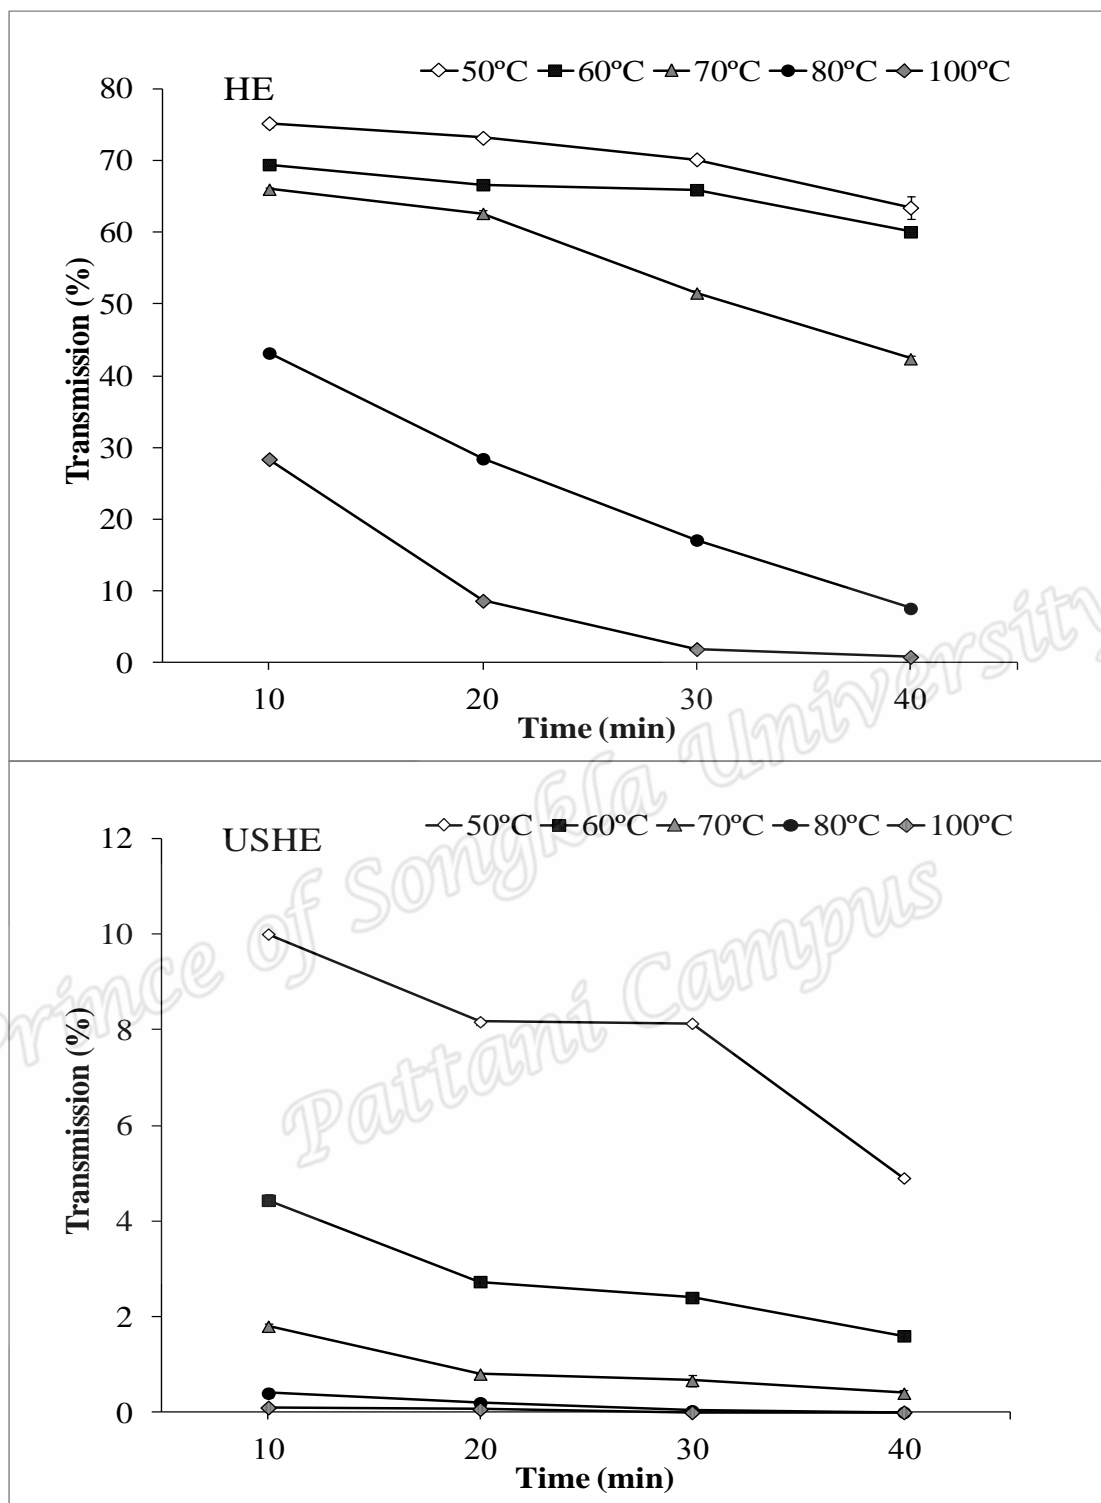 50ºC 60ºC 70ºC 80ºC 100ºC
HE
80
70
60
50
40
30
20
10
0
Transmission (%)
10 20 30 40
Time (min)
50ºC 60ºC 70ºC 80ºC 100ºC
USHE
12
10
8
6
4
2
0
Transmission (%)
10 20 30 40
Time (min)
Prince of Songkla University
Pattani Campus